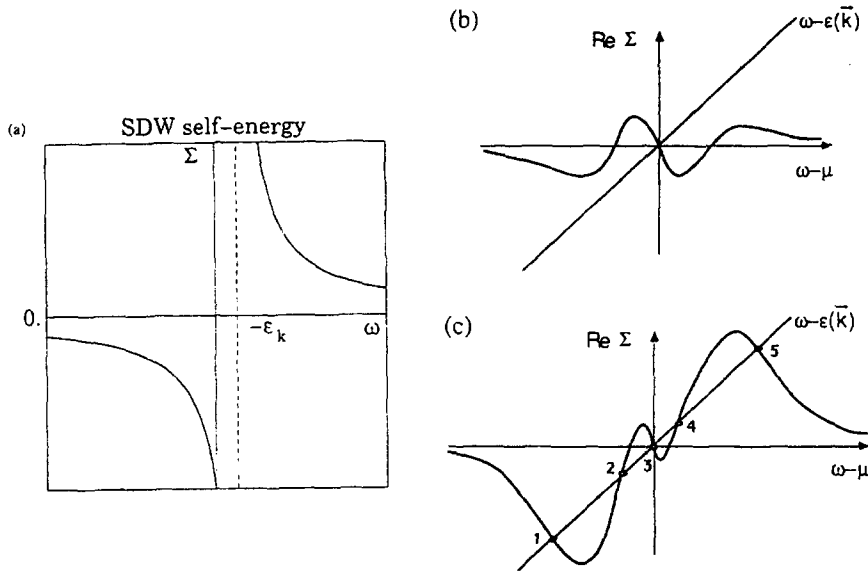 (a)
SDW self-energy
Σ
0.
-ε_k
ω
(b)
Re Σ
ω-ε(k⃗)
ω-μ
(c)
Re Σ
ω-ε(k⃗)
5
4
ω-μ
2
3
1